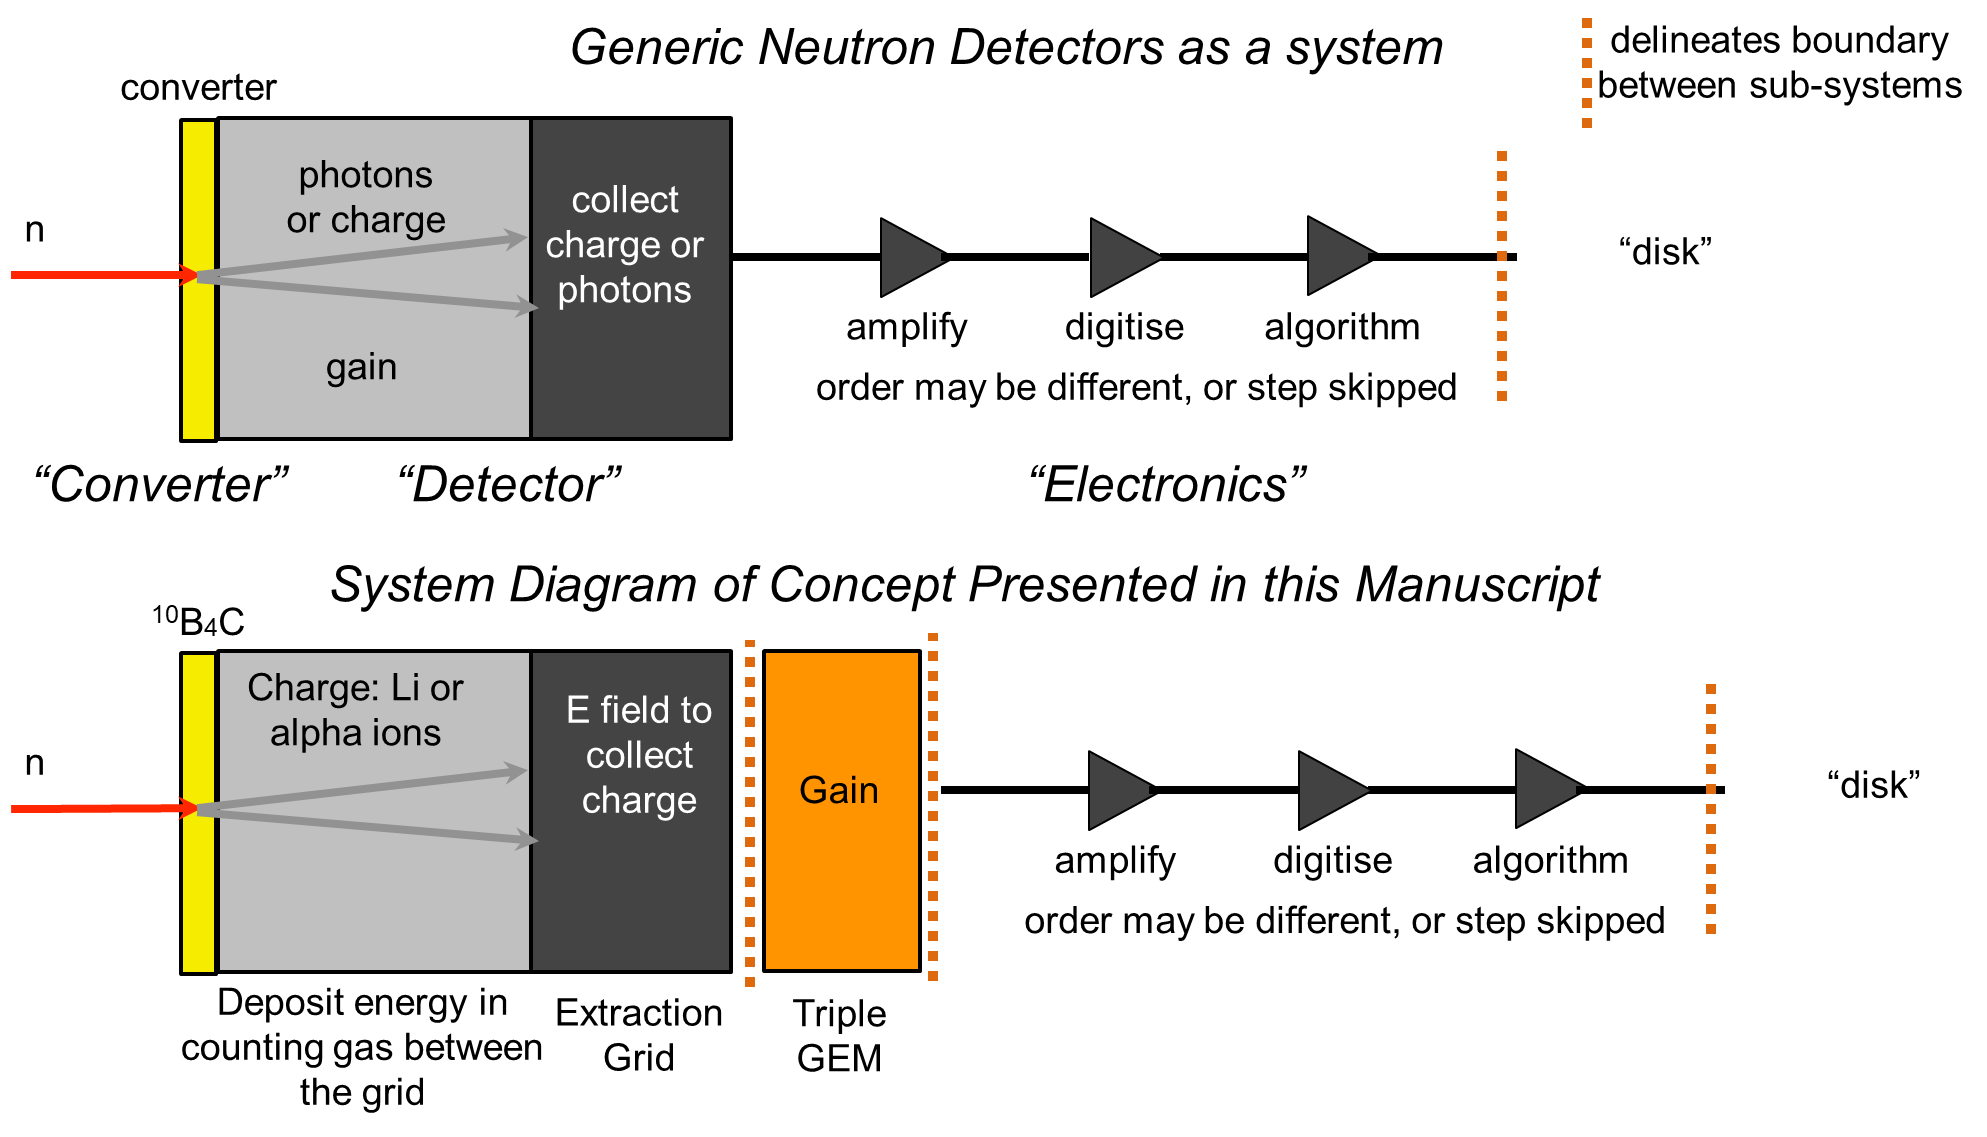 Generic Neutron Detectors as a system
delineates boundary
between sub-systems
converter
photons
or charge
collect
charge or
photons
n
gain
amplify
digitise
algorithm
order may be different, or step skipped
“disk”
“Converter”
“Detector”
“Electronics”
System Diagram of Concept Presented in this Manuscript
¹⁰B₄C
Charge: Li or
alpha ions
E field to
collect
charge
n
Gain
amplify
digitise
algorithm
order may be different, or step skipped
“disk”
Deposit energy in
counting gas between
the grid
Extraction
Grid
Triple
GEM